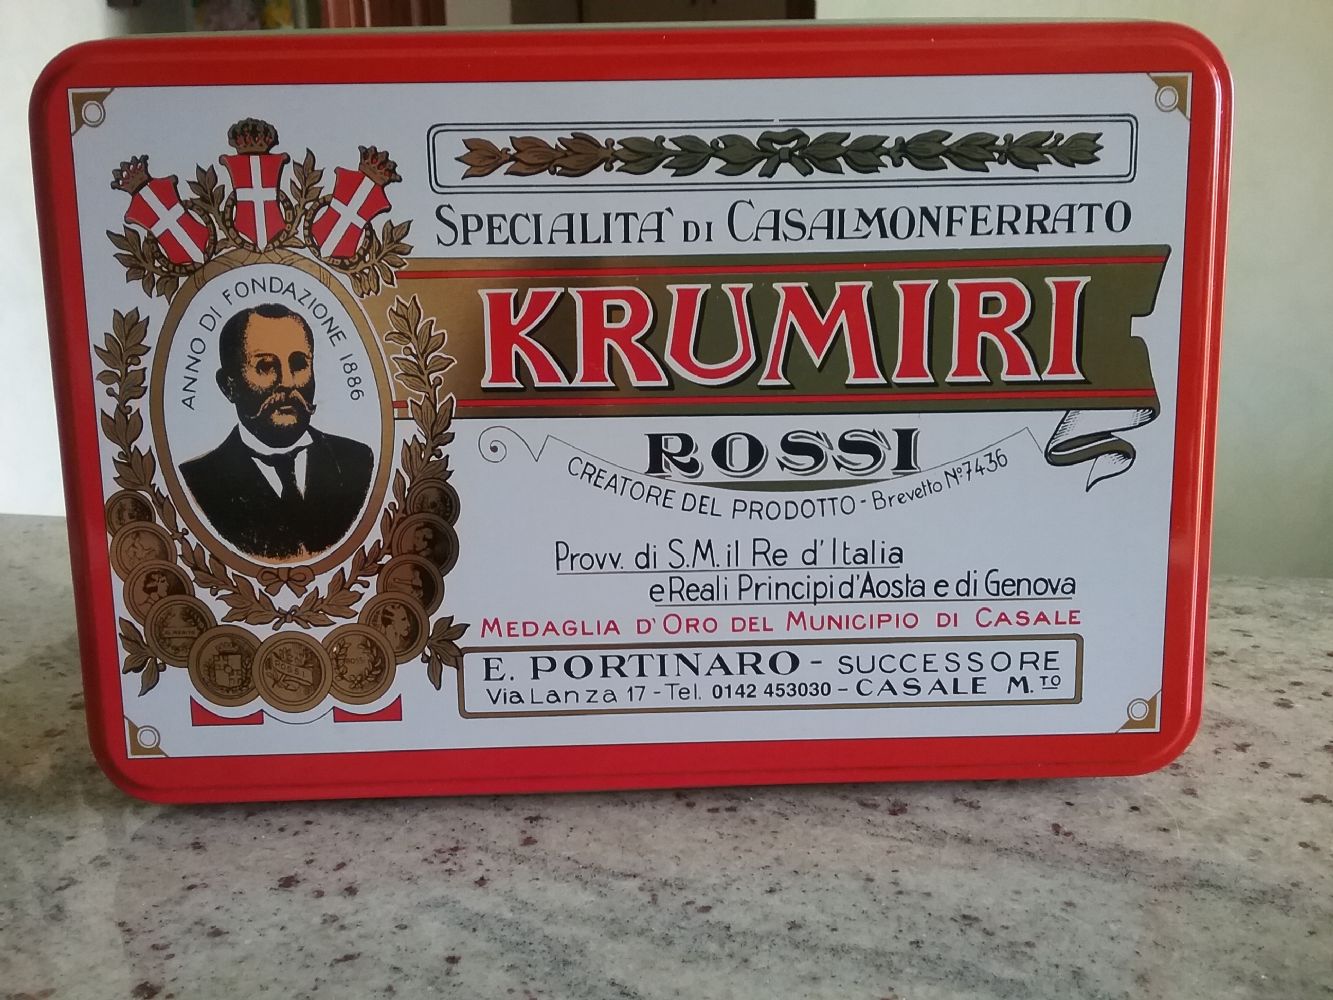 SPECIALITA' DI CASALMONFERRATO
KRUMIRI
ANNO DI FONDAZIONE 1886
ROSSI
CREATORE DEL PRODOTTO - Brevetto Nº 7436
Provv. di S.M. il Re d'Italia
e Reali Principi d'Aosta e di Genova
MEDAGLIA D'ORO DEL MUNICIPIO DI CASALE
E. PORTINARO - SUCCESSORE
Via Lanza 17 - Tel. 0142 453030 - CASALE M.TO